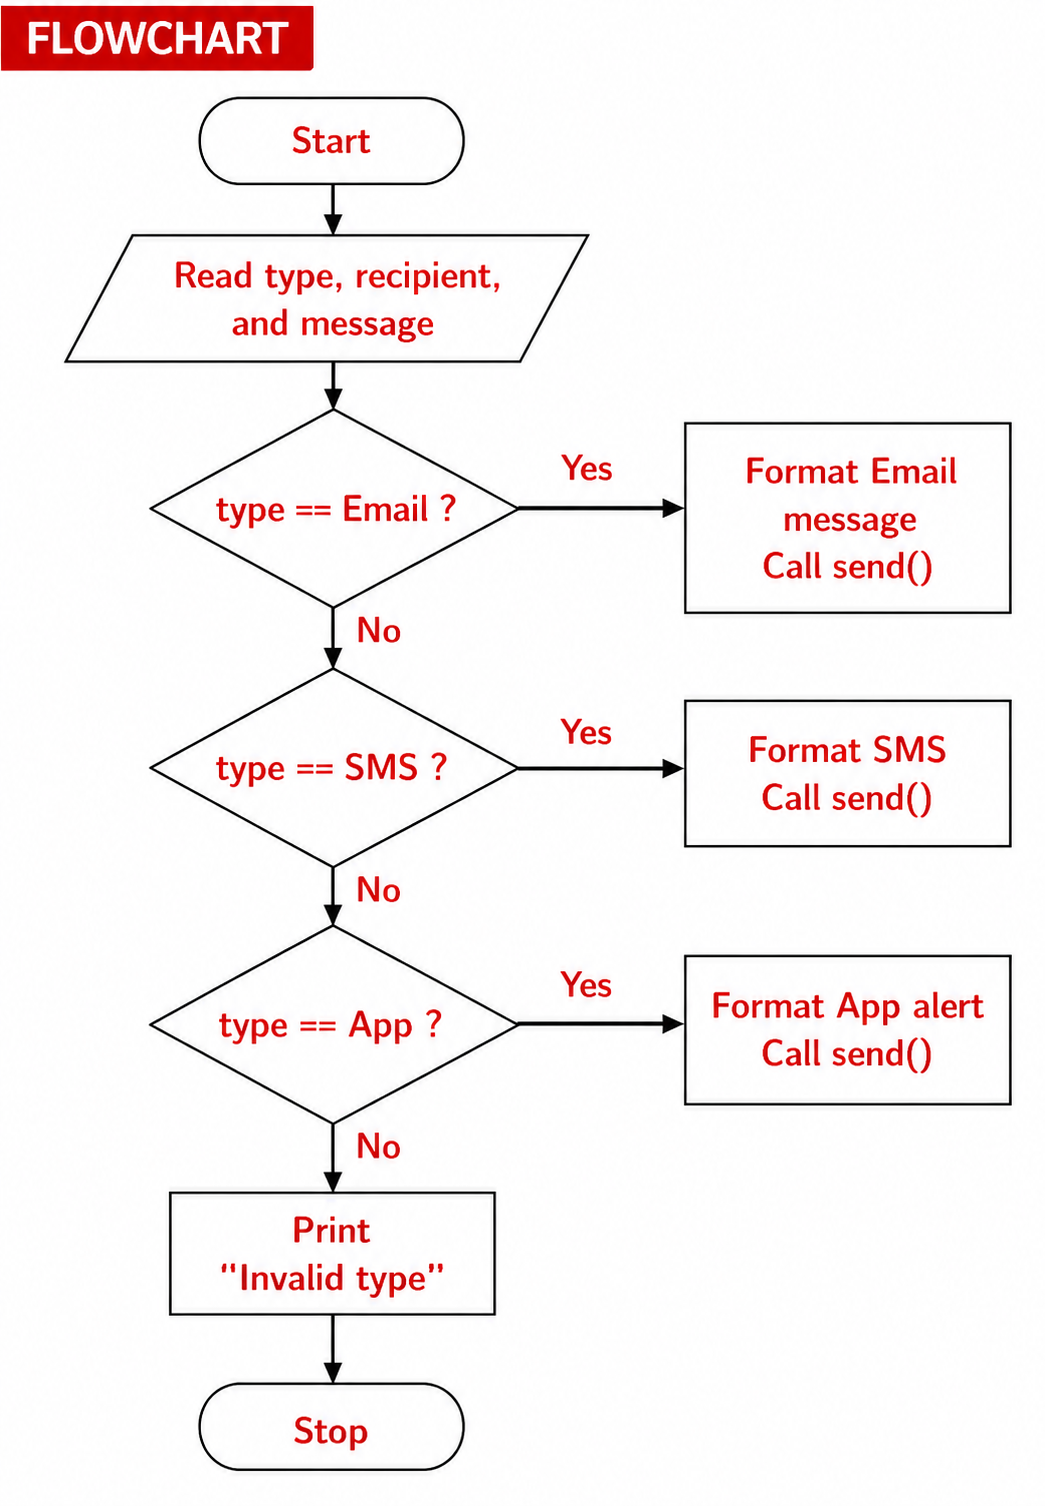 FLOWCHART
Start
Read type, recipient,
and message
type == Email ?
Yes
Format Email
message
Call send()
No
type == SMS ?
Yes
Format SMS
Call send()
No
type == App ?
Yes
Format App alert
Call send()
No
Print
“Invalid type”
Stop